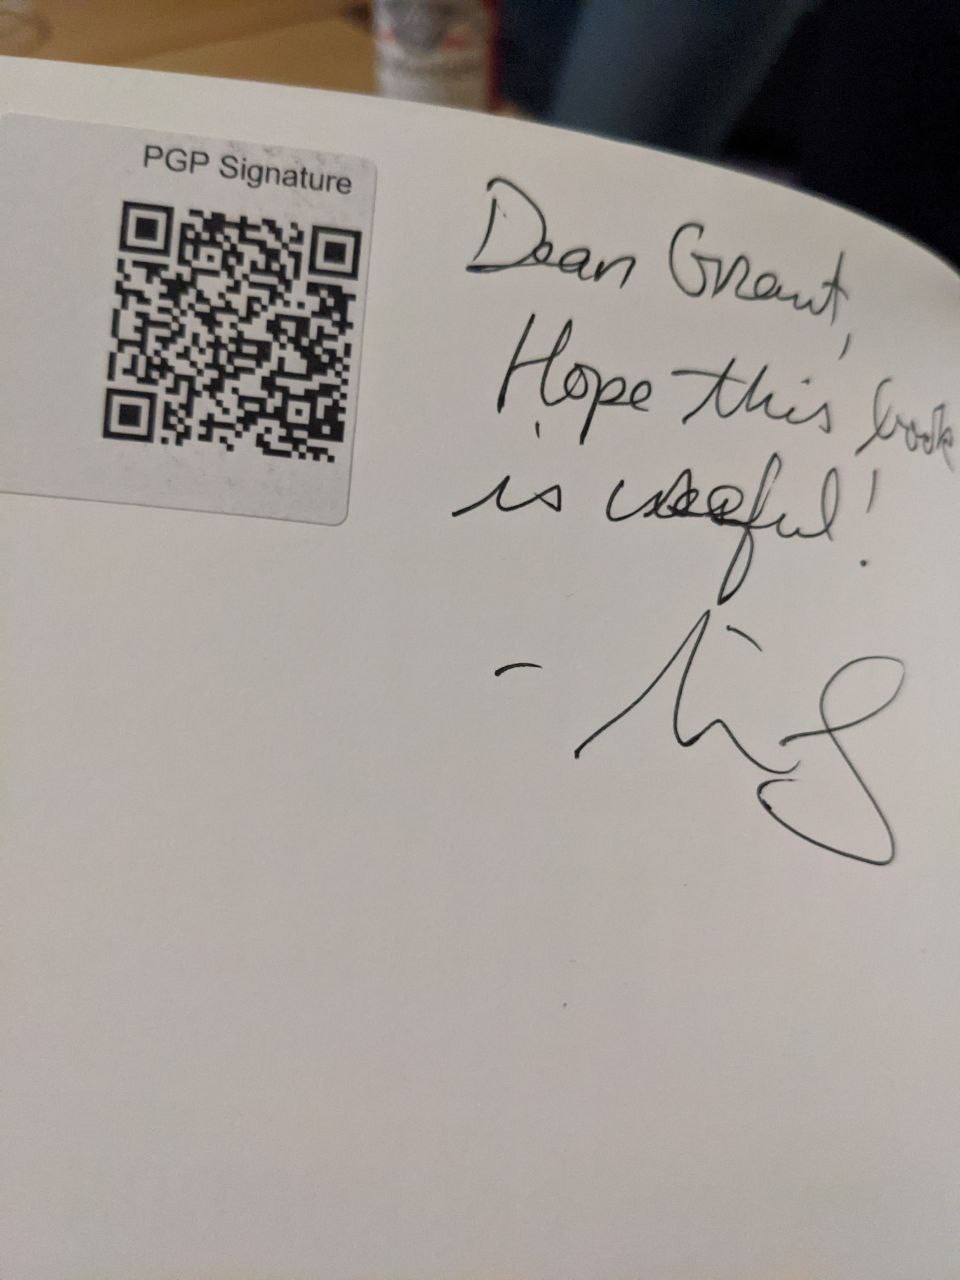 PGP Signature
Dear Grant,
Hope this book
is useful!